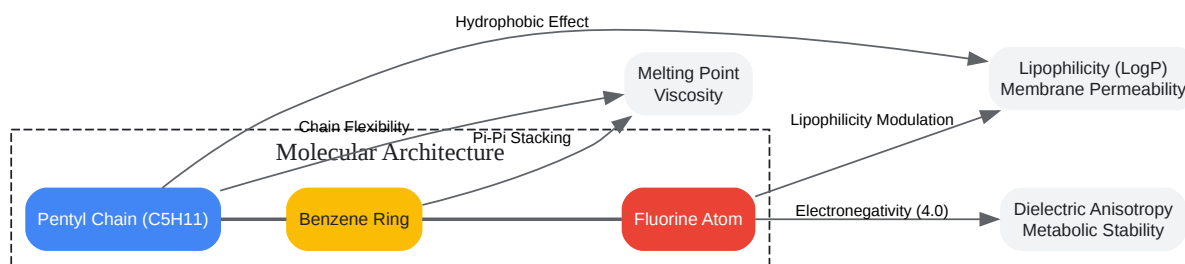 Hydrophobic Effect
Melting Point
Viscosity
Lipophilicity (LogP)
Membrane Permeability
Chain Flexibility
Pi-Pi Stacking
Lipophilicity Modulation
Molecular Architecture
Pentyl Chain (C5H11)
Benzene Ring
Fluorine Atom
Electronegativity (4.0)
Dielectric Anisotropy
Metabolic Stability